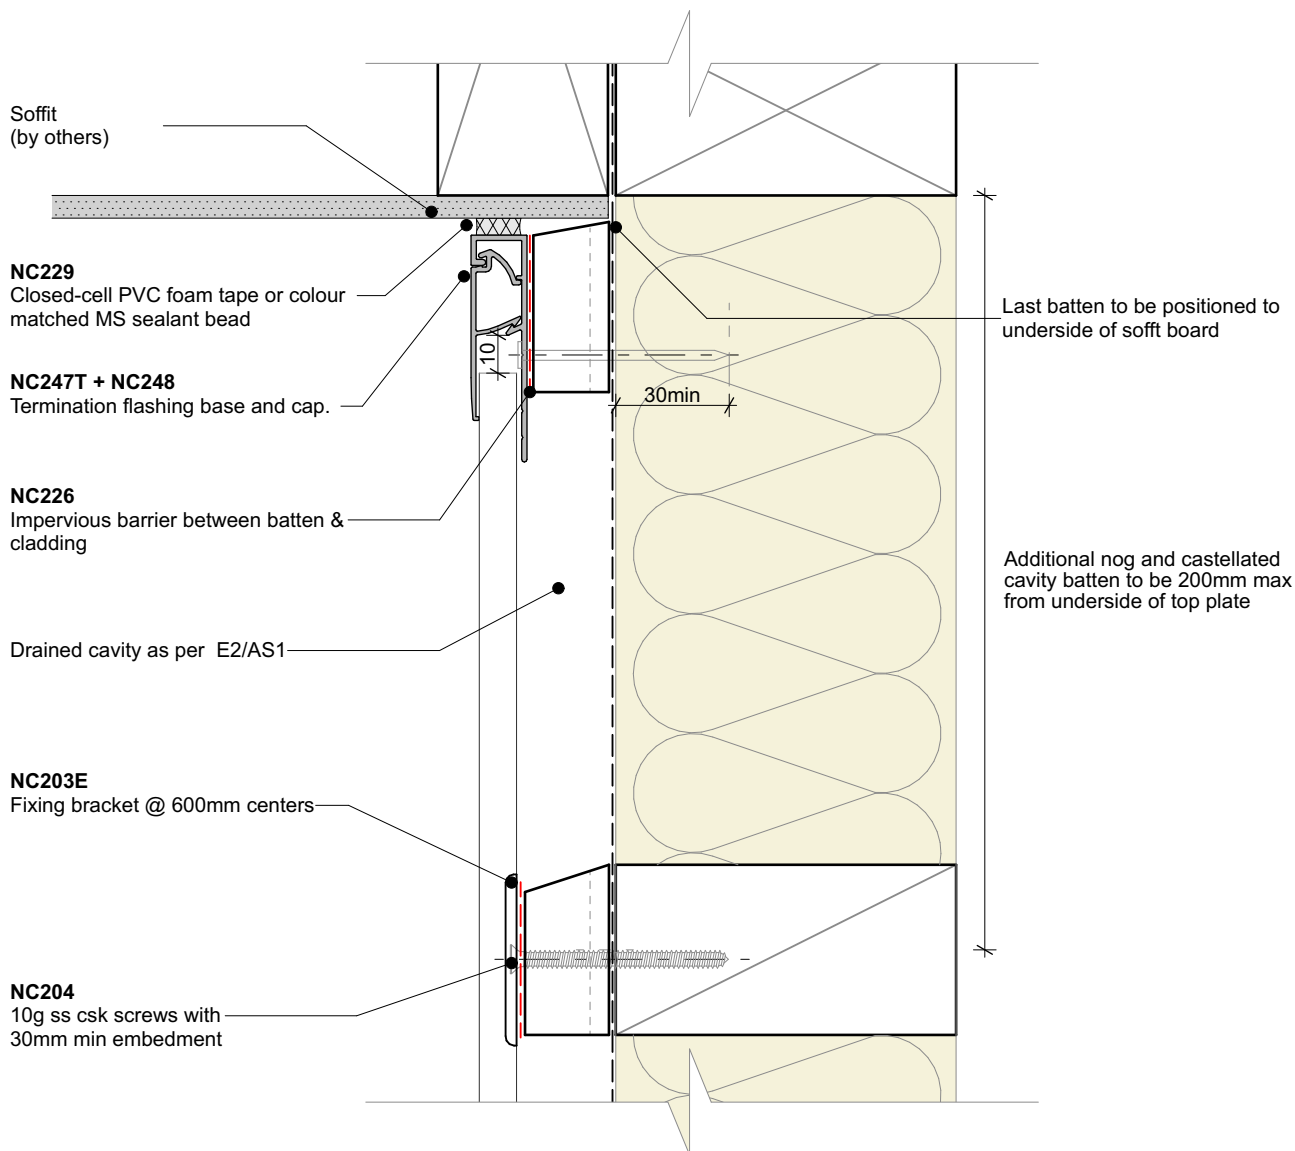 Soffit
(by others)
NC229
Closed-cell PVC foam tape or colour
matched MS sealant bead
NC247T + NC248
Termination flashing base and cap.
NC226
Impervious barrier between batten &
cladding
Drained cavity as per E2/AS1
NC203E
Fixing bracket @ 600mm centers
NC204
10g ss csk screws with
30mm min embedment
10
30min
Last batten to be positioned to
underside of sofft board
Additional nog and castellated
cavity batten to be 200mm max
from underside of top plate